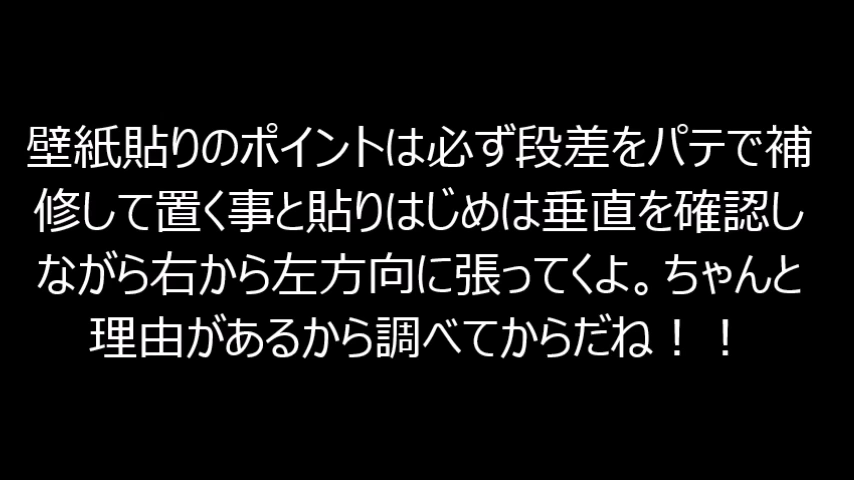 壁紙貼りのポイントは必ず段差をパテで補
修して置く事と貼りはじめは垂直を確認し
ながら右から左方向に張ってくよ。ちゃんと
理由があるから調べてからだね！！